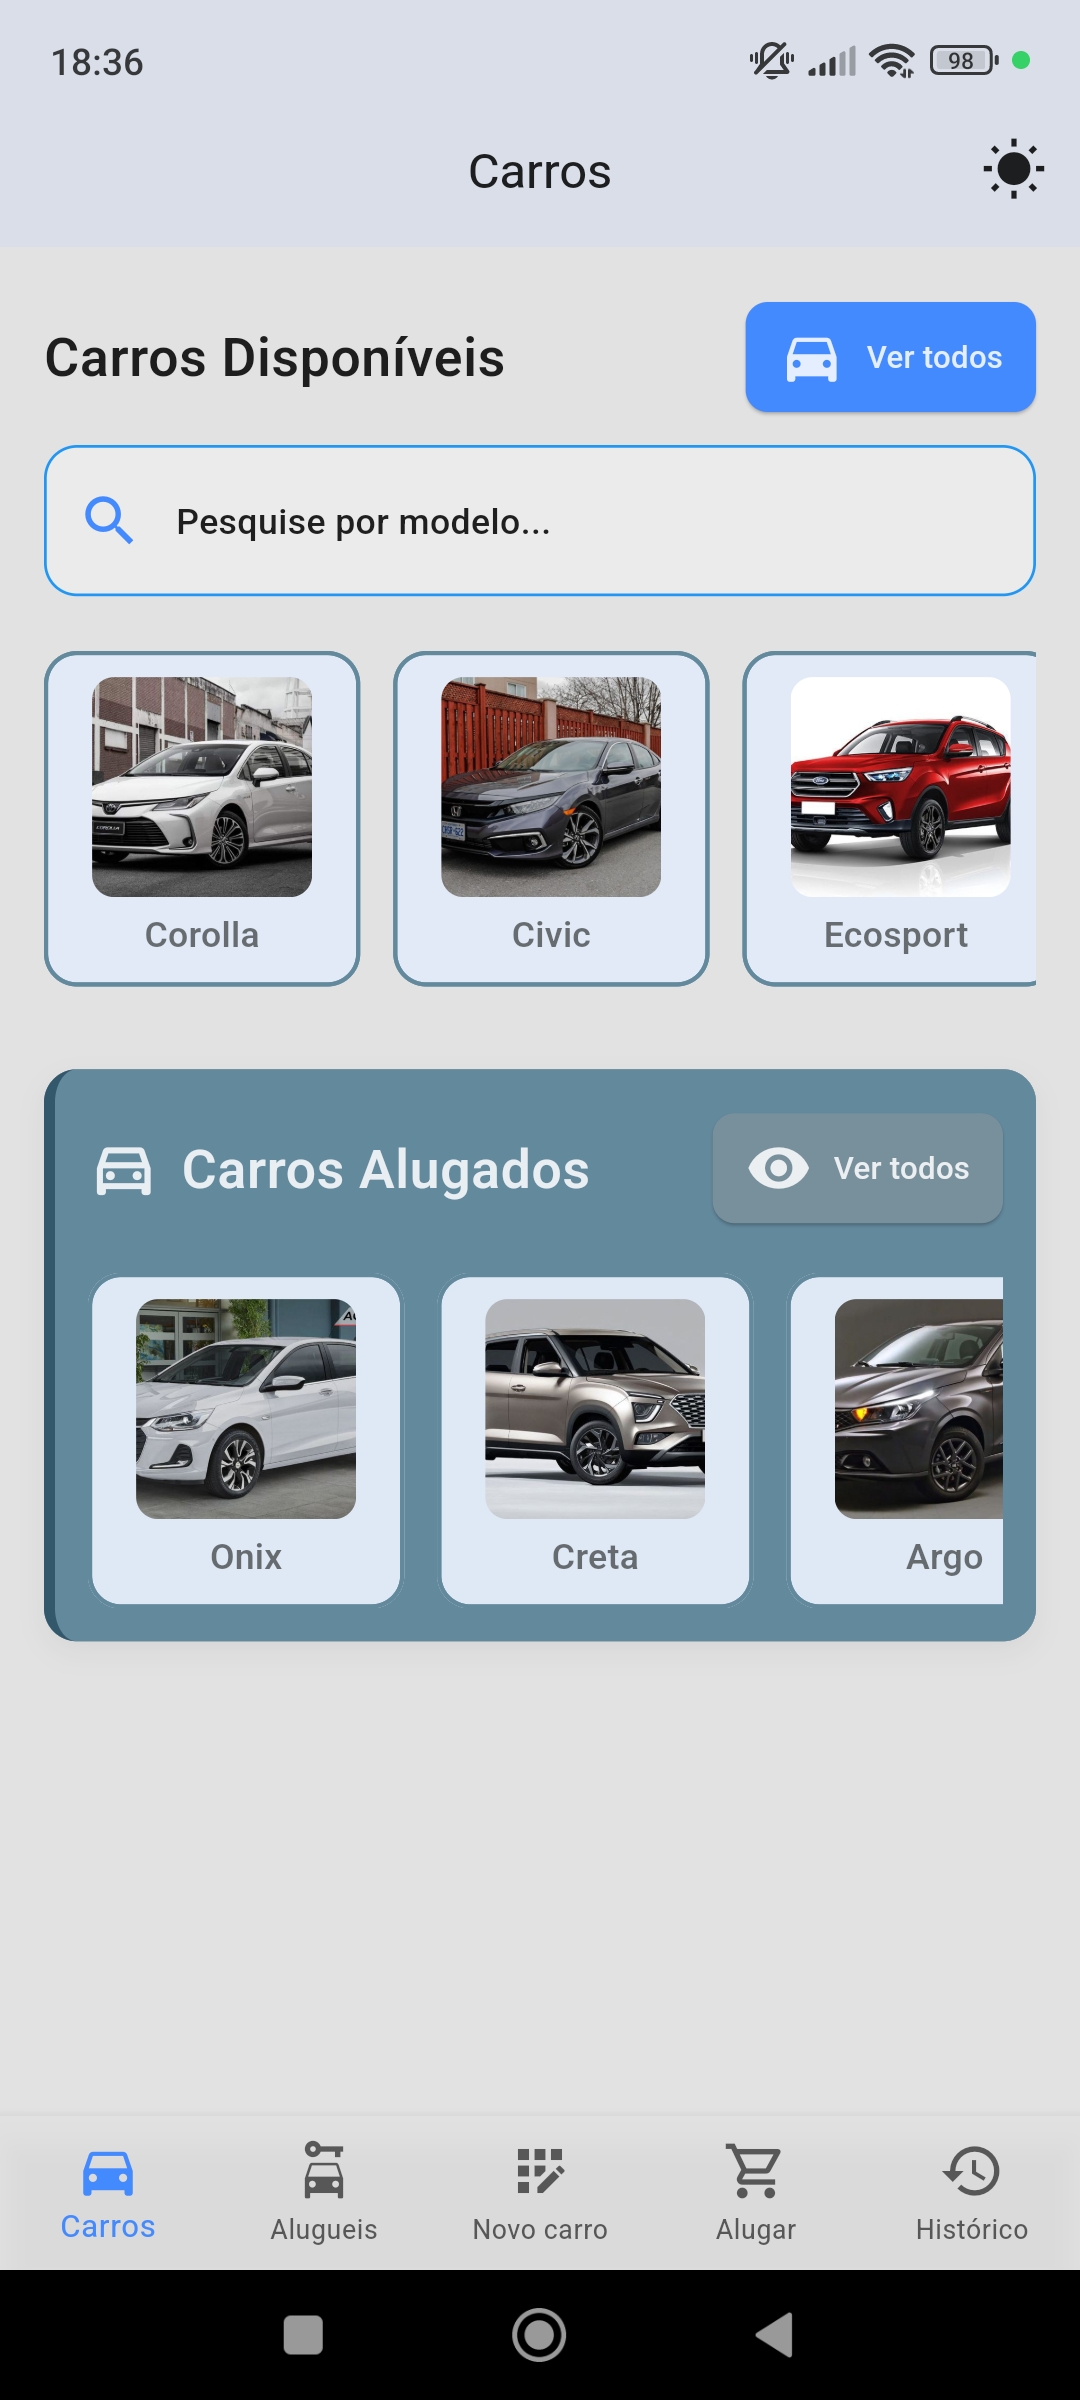 18:36
98
Carros
Carros Disponíveis
Ver todos
Pesquise por modelo...
COROLLA
Corolla
Civic
Ecosport
Carros Alugados
Ver todos
Onix
Creta
Argo
Carros
Alugueis
Novo carro
Alugar
Histórico